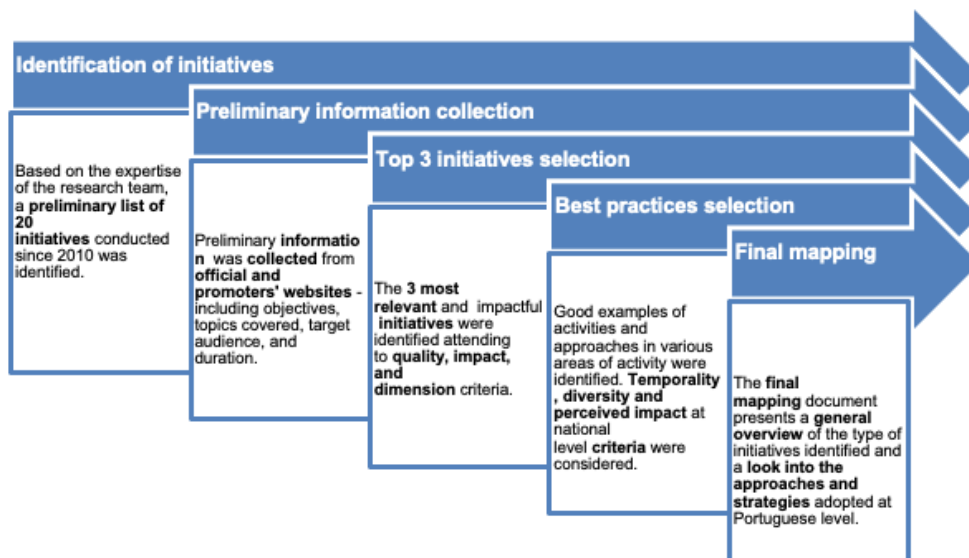 Identification of initiatives
Based on the expertise
of the research team,
a preliminary list of
20
initiatives conducted
since 2010 was
identified.
Preliminary information collection
Preliminary informatio
n was collected from
official and
promoters' websites -
including objectives,
topics covered, target
audience, and
duration.
Top 3 initiatives selection
The 3 most
relevant and impactful
initiatives were
identified attending
to quality, impact,
and
dimension criteria.
Best practices selection
Good examples of
activities and
approaches in various
areas of activity were
identified. Temporality
, diversity and
perceived impact at
national
level criteria were
considered.
Final mapping
The final
mapping document
presents a general
overview of the type of
initiatives identified and
a look into the
approaches and
strategies adopted at
Portuguese level.